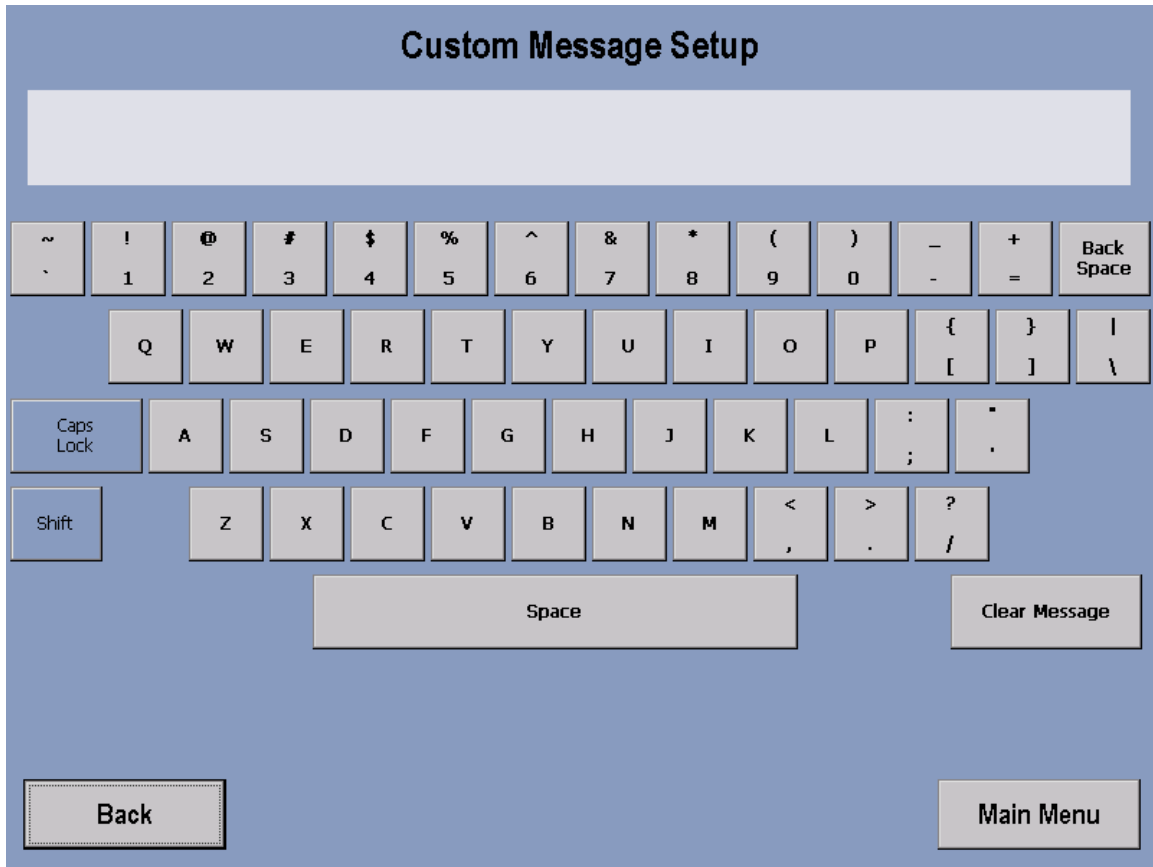 Custom Message Setup
~ ! @ # $ % ^ & * ( ) _ + Back
` 1 2 3 4 5 6 7 8 9 0 - = Space
Q W E R T Y U I O P { } |
[ ] \
Caps
Lock A S D F G H J K L : "
; '
Shift Z X C V B N M < > ?
, . /
Space Clear Message
Back Main Menu